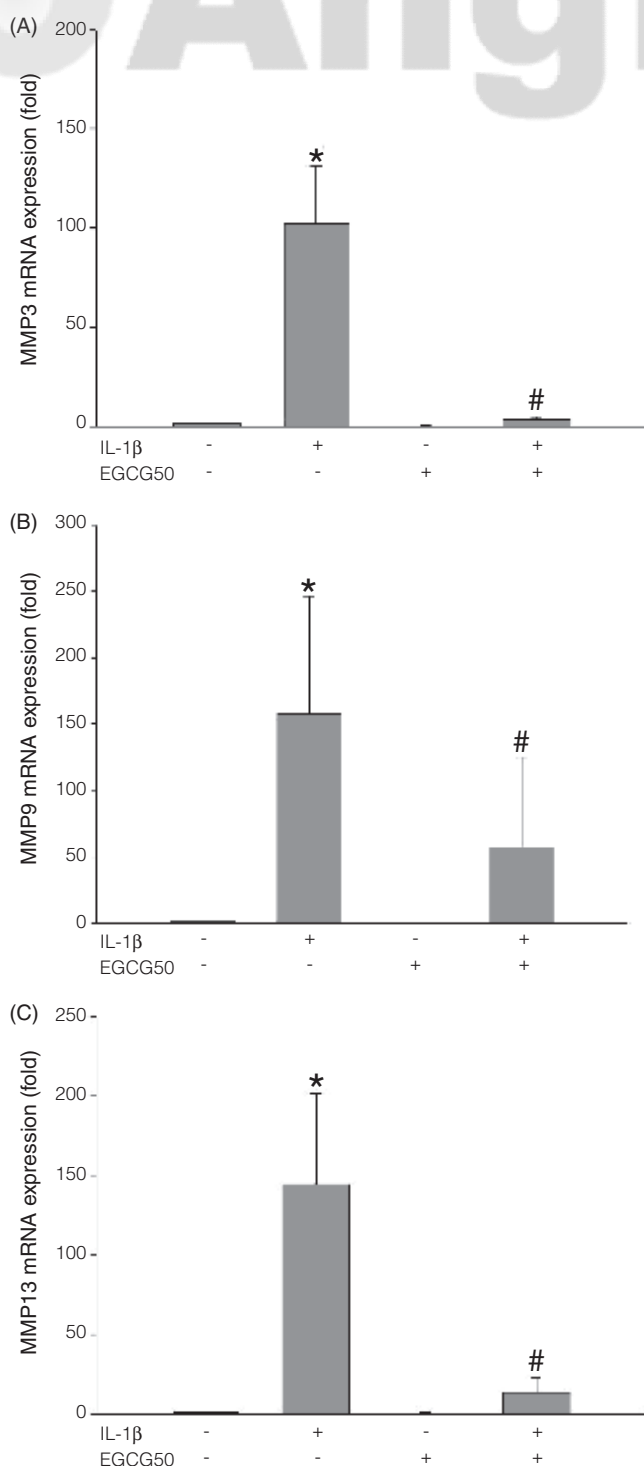 Angi
(A)
MMP3 mRNA expression (fold)
200
150
100
50
0
*
#
IL-1β - + - +
EGCG50 - - + +
(B)
MMP9 mRNA expression (fold)
300
250
200
150
100
50
0
*
#
IL-1β - + - +
EGCG50 - - + +
(C)
MMP13 mRNA expression (fold)
250
200
150
100
50
0
*
#
IL-1β - + - +
EGCG50 - - + +